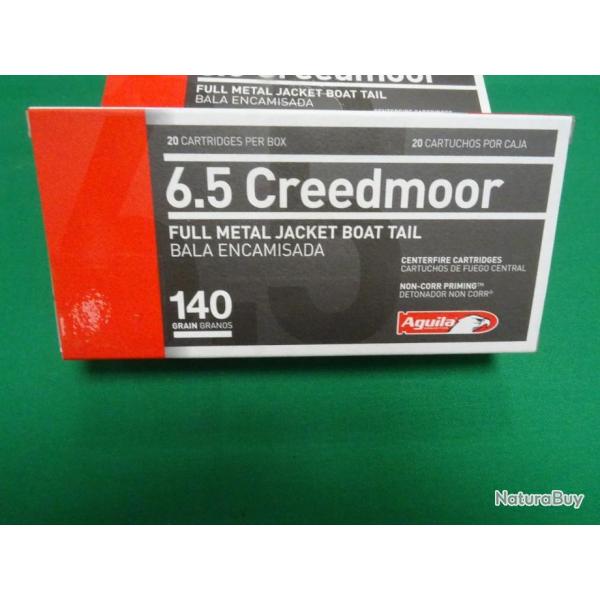 Creedmoor
FULL METAL JACKET BOAT TAIL
BALA ENCAMISADA
20 CARTRIDGES PER BOX
20 CARTUCHOS POR CAJA
6.5 Creedmoor
FULL METAL JACKET BOAT TAIL
BALA ENCAMISADA
CENTERFIRE CARTRIDGES
CARTUCHOS DE FUEGO CENTRAL
NON-CORR PRIMING™
DETONADOR NON CORR®
140
GRAIN GRANOS
Aguila
NaturaBuy